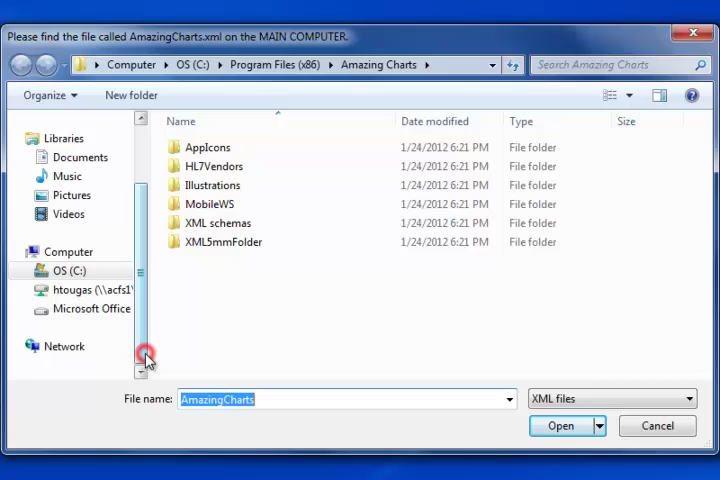 Please find the file called AmazingCharts.xml on the MAIN COMPUTER.
Computer OS (C:) Program Files (x86) Amazing Charts Search Amazing Charts
Organize New folder
Name Date modified Type Size
Libraries
Documents
Music
Pictures
Videos
Computer
OS (C:)
htougas (\\acfs1\
Microsoft Office
Network
AppIcons 1/24/2012 6:21 PM File folder
HL7Vendors 1/24/2012 6:21 PM File folder
Illustrations 1/24/2012 6:21 PM File folder
MobileWS 1/24/2012 6:21 PM File folder
XML schemas 1/24/2012 6:21 PM File folder
XML5mmFolder 1/24/2012 6:21 PM File folder
File name: AmazingCharts XML files
Open Cancel